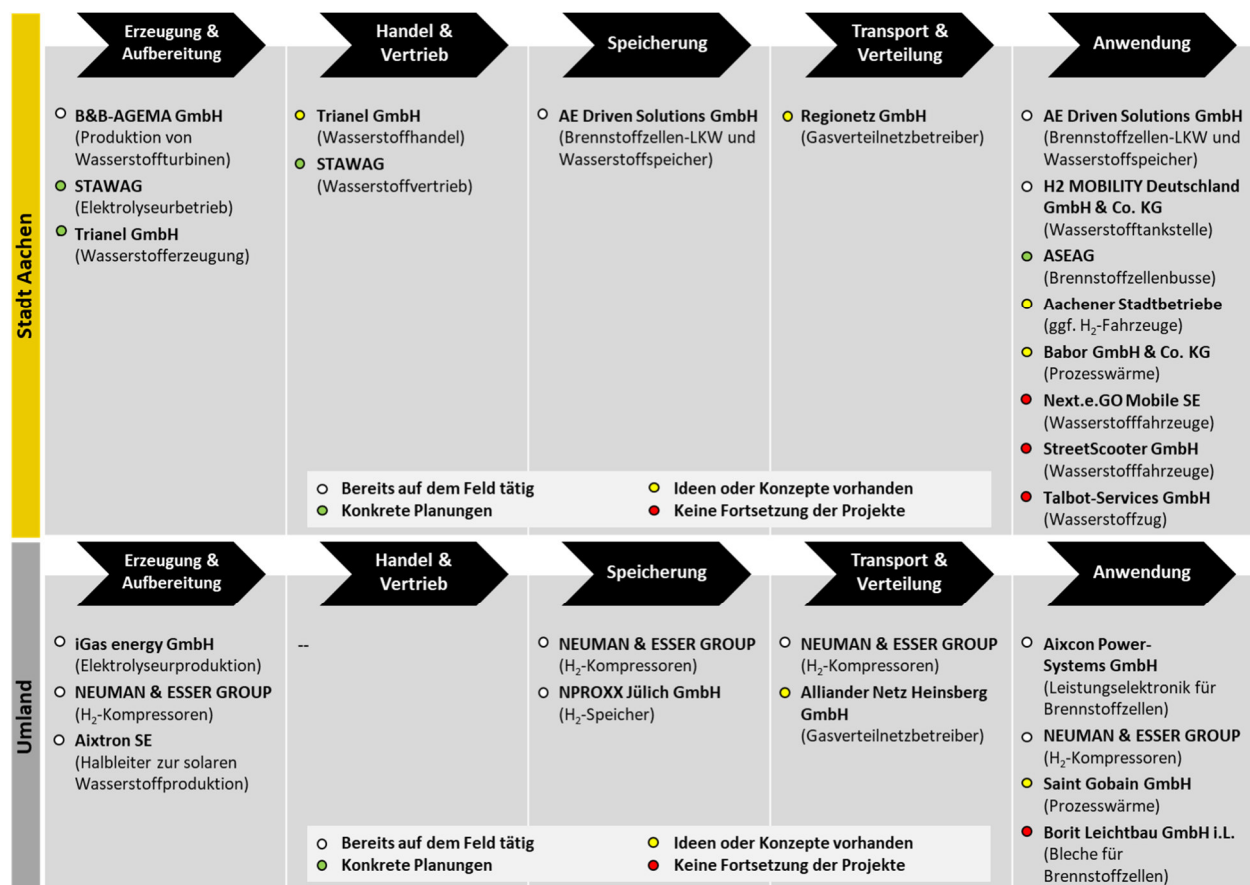 Stadt Aachen
Erzeugung &
Aufbereitung
Handel &
Vertrieb
Speicherung
Transport &
Verteilung
Anwendung
B&B-AGEMA GmbH
(Produktion von
Wasserstoffturbinen)
STAWAG
(Elektrolyseurbetrieb)
Trianel GmbH
(Wasserstofferzeugung)
Trianel GmbH
(Wasserstoffhandel)
STAWAG
(Wasserstoffvertrieb)
AE Driven Solutions GmbH
(Brennstoffzellen-LKW und
Wasserstoffspeicher)
Regionetz GmbH
(Gasverteilnetzbetreiber)
AE Driven Solutions GmbH
(Brennstoffzellen-LKW und
Wasserstoffspeicher)
H2 MOBILITY Deutschland
GmbH & Co. KG
(Wasserstofftankstelle)
ASEAG
(Brennstoffzellenbusse)
Aachener Stadtbetriebe
(ggf. H₂-Fahrzeuge)
Babor GmbH & Co. KG
(Prozesswärme)
Next.e.GO Mobile SE
(Wasserstofffahrzeuge)
StreetScooter GmbH
(Wasserstofffahrzeuge)
Talbot-Services GmbH
(Wasserstoffzug)
Bereits auf dem Feld tätig
Ideen oder Konzepte vorhanden
Konkrete Planungen
Keine Fortsetzung der Projekte
Umland
Erzeugung &
Aufbereitung
Handel &
Vertrieb
Speicherung
Transport &
Verteilung
Anwendung
iGas energy GmbH
(Elektrolyseurproduktion)
NEUMAN & ESSER GROUP
(H₂-Kompressoren)
Aixtron SE
(Halbleiter zur solaren
Wasserstoffproduktion)
--
NEUMAN & ESSER GROUP
(H₂-Kompressoren)
NPROXX Jülich GmbH
(H₂-Speicher)
NEUMAN & ESSER GROUP
(H₂-Kompressoren)
Alliander Netz Heinsberg
GmbH
(Gasverteilnetzbetreiber)
Aixcon Power-
Systems GmbH
(Leistungselektronik für
Brennstoffzellen)
NEUMAN & ESSER GROUP
(H₂-Kompressoren)
Saint Gobain GmbH
(Prozesswärme)
Borit Leichtbau GmbH i.L.
(Bleche für
Brennstoffzellen)
Bereits auf dem Feld tätig
Ideen oder Konzepte vorhanden
Konkrete Planungen
Keine Fortsetzung der Projekte